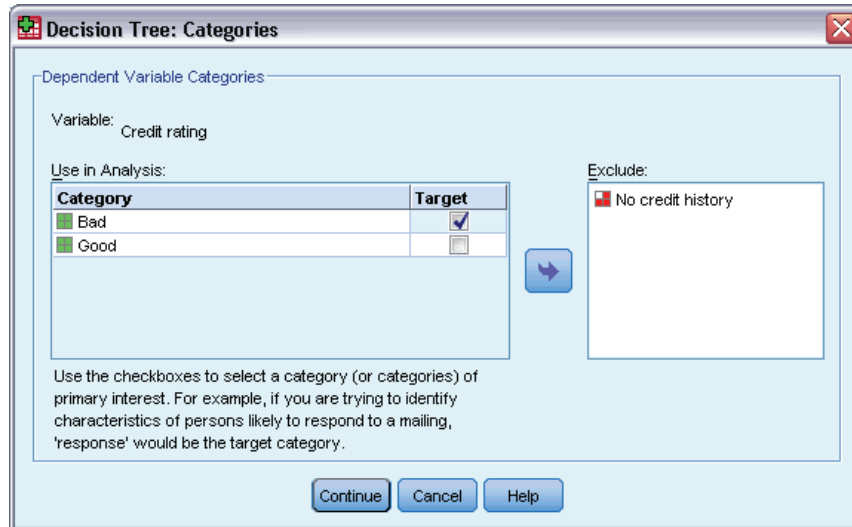 Decision Tree: Categories
Dependent Variable Categories
Variable: Credit rating
Use in Analysis:
Category Target
Bad
Good
Exclude:
No credit history
Use the checkboxes to select a category (or categories) of
primary interest. For example, if you are trying to identify
characteristics of persons likely to respond to a mailing,
'response' would be the target category.
Continue Cancel Help